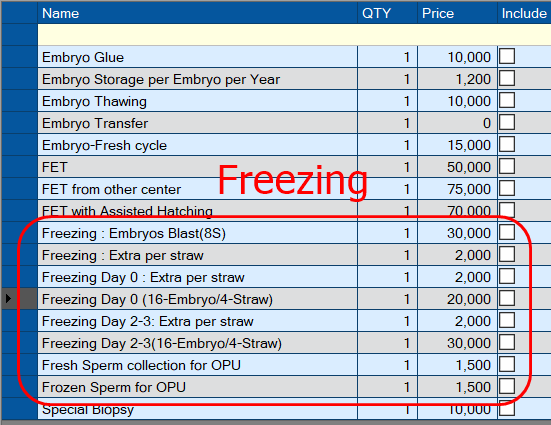 Name QTY Price Include
Embryo Glue 1 10,000
Embryo Storage per Embryo per Year 1 1,200
Embryo Thawing 1 10,000
Embryo Transfer 1 0
Embryo-Fresh cycle 1 15,000
FET 1 50,000
Freezing
FET from other center 1 75,000
FET with Assisted Hatching 1 70,000
Freezing : Embryos Blast(8S) 1 30,000
Freezing : Extra per straw 1 2,000
Freezing Day 0 : Extra per straw 1 2,000
Freezing Day 0 (16-Embryo/4-Straw) 1 20,000
Freezing Day 2-3: Extra per straw 1 2,000
Freezing Day 2-3(16-Embryo/4-Straw) 1 30,000
Fresh Sperm collection for OPU 1 1,500
Frozen Sperm for OPU 1 1,500
Special Biopsy 1 10,000